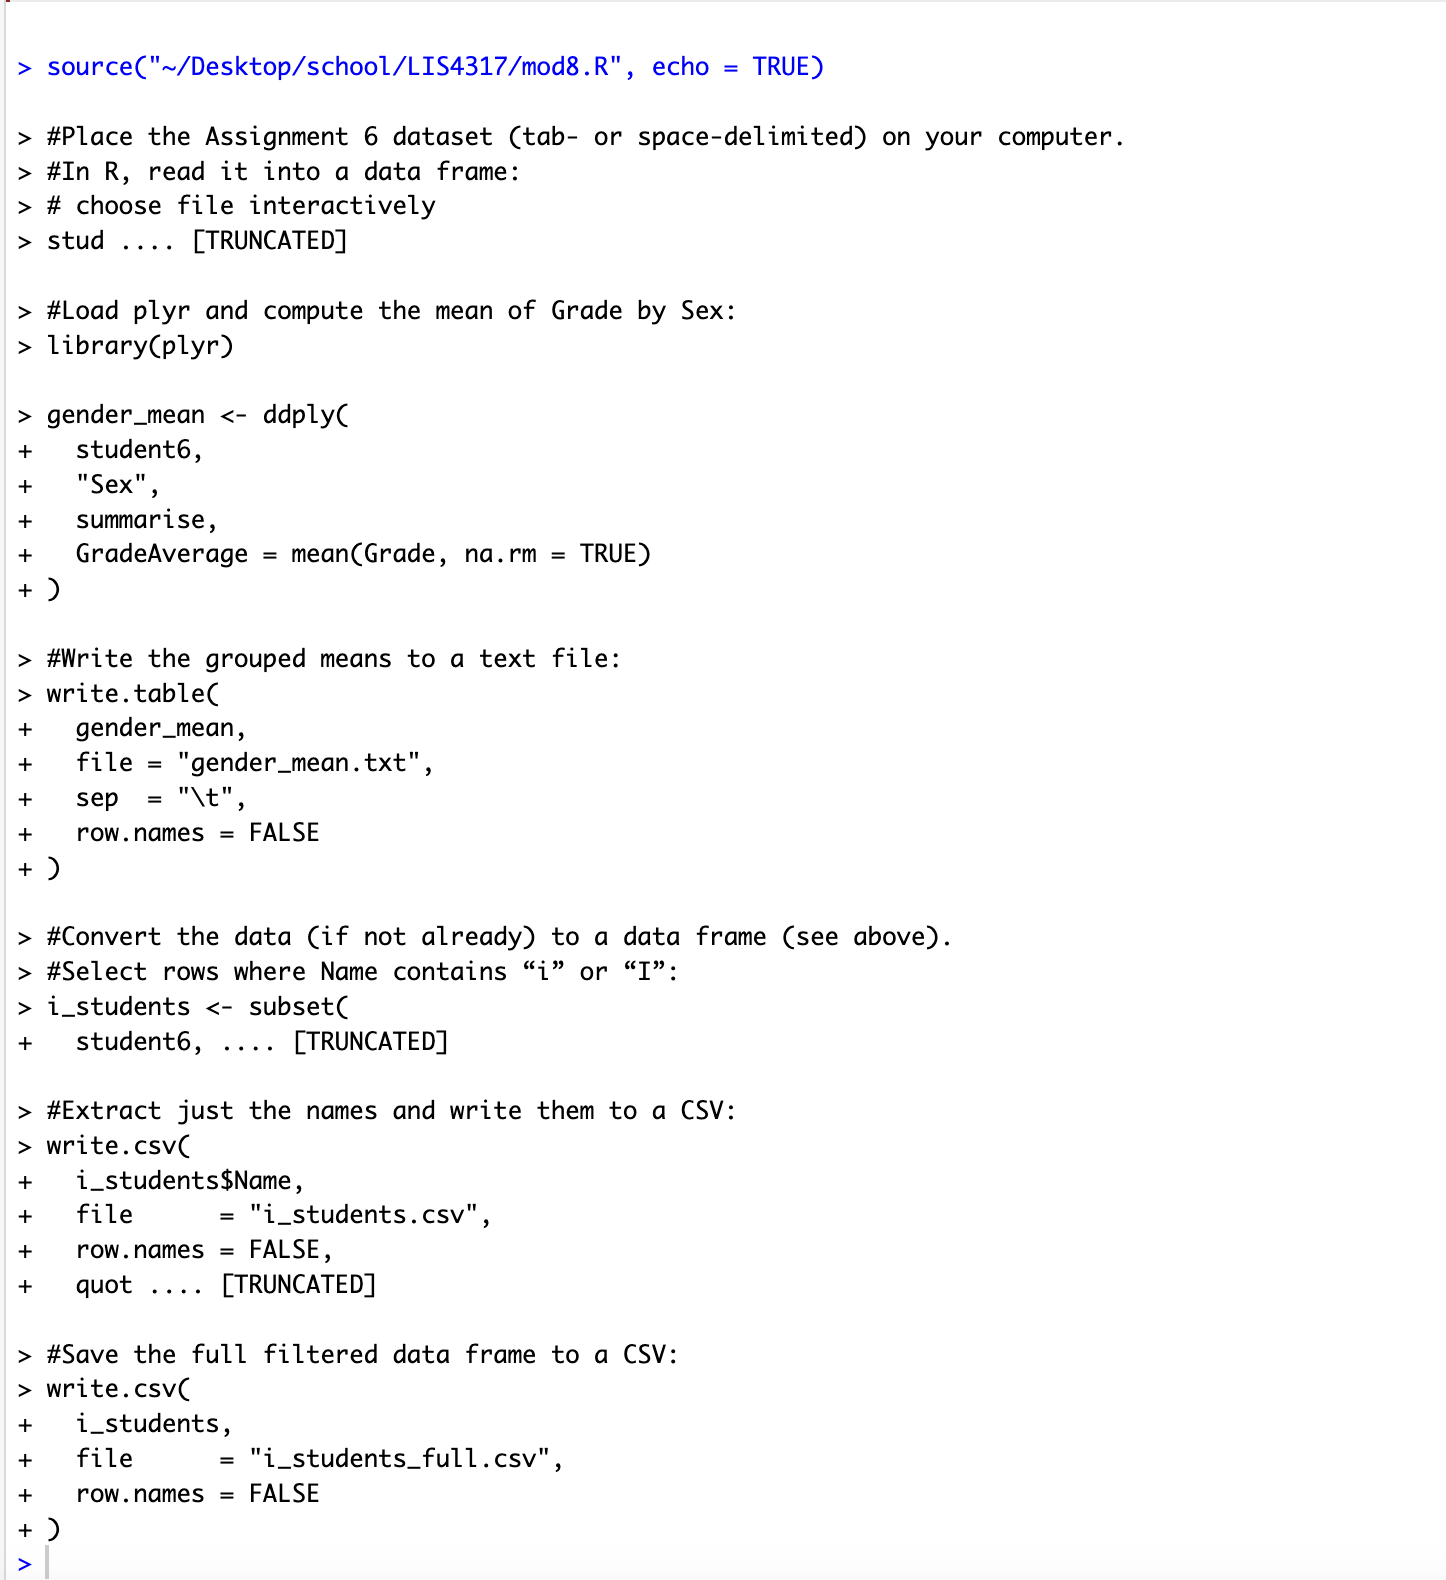 > source("~/Desktop/school/LIS4317/mod8.R", echo = TRUE)
> #Place the Assignment 6 dataset (tab- or space-delimited) on your computer.
> #In R, read it into a data frame:
> # choose file interactively
> stud .... [TRUNCATED]
> #Load plyr and compute the mean of Grade by Sex:
> library(plyr)
> gender_mean <- ddply(
+   student6,
+   "Sex",
+   summarise,
+   GradeAverage = mean(Grade, na.rm = TRUE)
+ )
> #Write the grouped means to a text file:
> write.table(
+   gender_mean,
+   file = "gender_mean.txt",
+   sep  = "\t",
+   row.names = FALSE
+ )
> #Convert the data (if not already) to a data frame (see above).
> #Select rows where Name contains “i” or “I”:
> i_students <- subset(
+   student6, .... [TRUNCATED]
> #Extract just the names and write them to a CSV:
> write.csv(
+   i_students$Name,
+   file      = "i_students.csv",
+   row.names = FALSE,
+   quot .... [TRUNCATED]
> #Save the full filtered data frame to a CSV:
> write.csv(
+   i_students,
+   file      = "i_students_full.csv",
+   row.names = FALSE
+ )
>